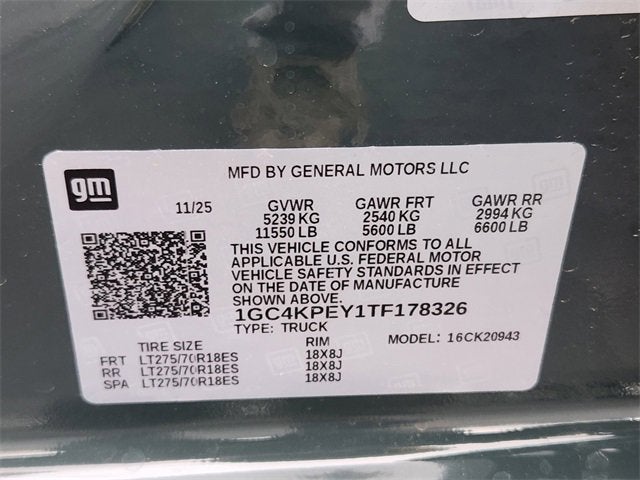 gm
MFD BY GENERAL MOTORS LLC
11/25 GVWR GAWR FRT GAWR RR
5239 KG 2540 KG 2994 KG
11550 LB 5600 LB 6600 LB
THIS VEHICLE CONFORMS TO ALL
APPLICABLE U.S. FEDERAL MOTOR
VEHICLE SAFETY STANDARDS IN EFFECT
ON THE DATE OF MANUFACTURE
SHOWN ABOVE.
1GC4KPEY1TF178326
TYPE: TRUCK MODEL: 16CK20943
TIRE SIZE RIM
FRT LT275/70R18ES 18X8J
RR LT275/70R18ES 18X8J
SPA LT275/70R18ES 18X8J